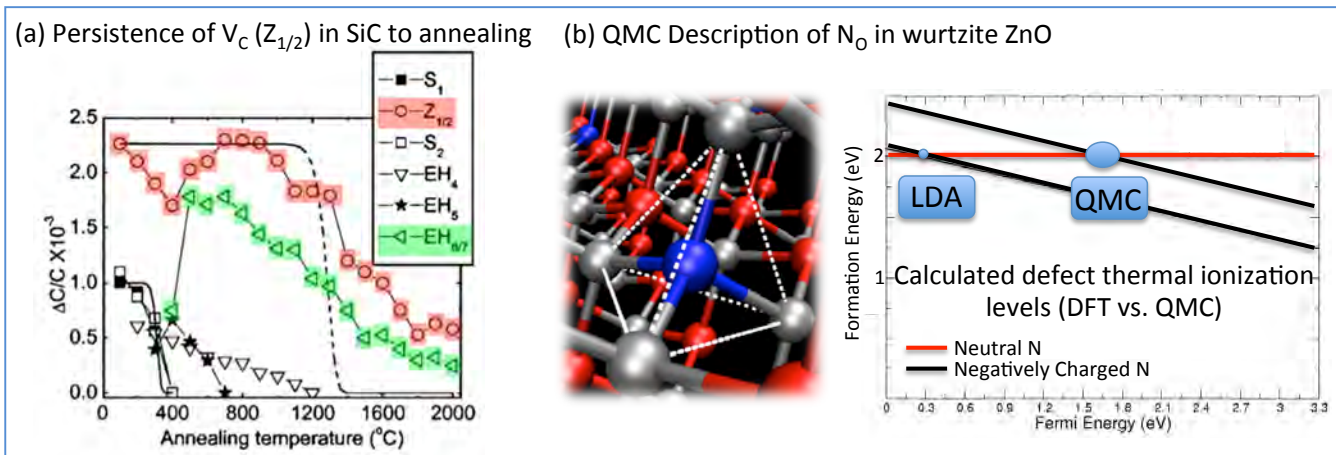 (a) Persistence of V_C (Z_1/2) in SiC to annealing
S_1
Z_1/2
S_2
EH_4
EH_5
EH_6/7
2.5
2.0
1.5
1.0
0.5
0.0
ΔC/C X10^-3
0 400 800 1200 1600 2000
Annealing temperature (°C)
(b) QMC Description of N_O in wurtzite ZnO
Formation Energy (eV)
2
1
LDA
QMC
Calculated defect thermal ionization
levels (DFT vs. QMC)
Neutral N
Negatively Charged N
0 0.3 0.6 0.9 1.2 1.5 1.8 2.1 2.4 2.7 3 3.3
Fermi Energy (eV)